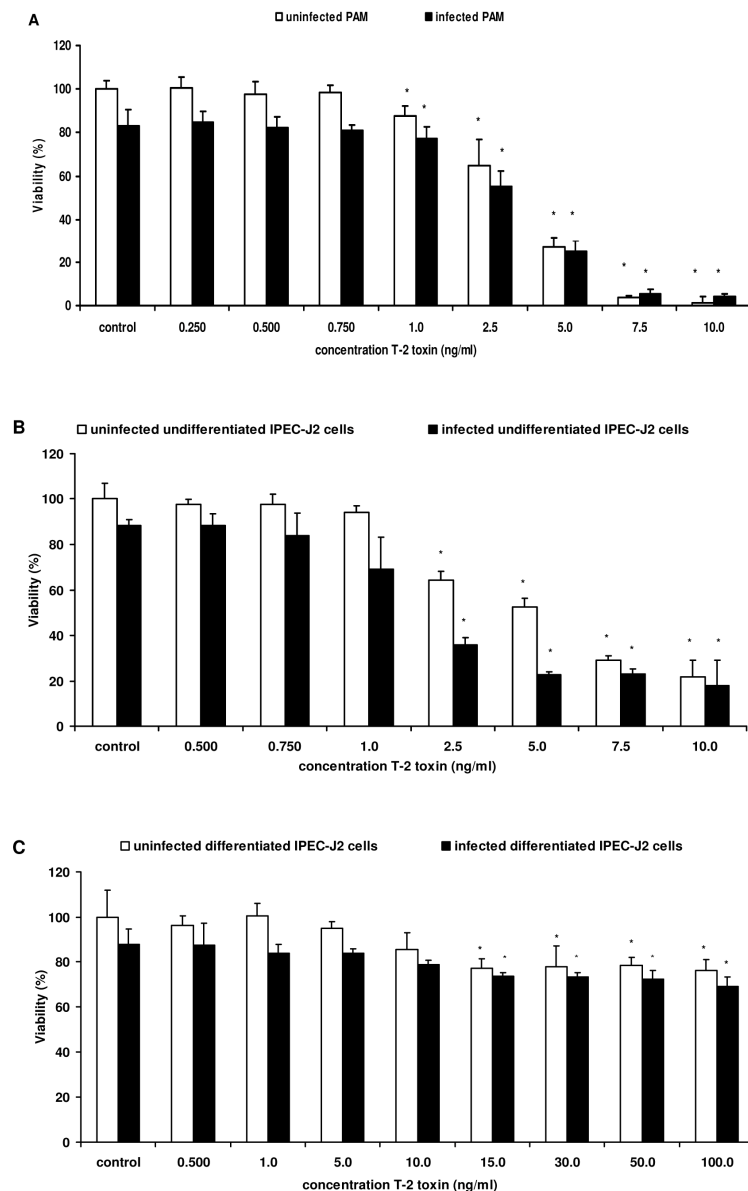 A
uninfected PAM infected PAM
Viability (%)
120
100
80
60
40
20
0
* * * * * * * * * *
control 0.250 0.500 0.750 1.0 2.5 5.0 7.5 10.0
concentration T-2 toxin (ng/ml)
B
uninfected undifferentiated IPEC-J2 cells infected undifferentiated IPEC-J2 cells
Viability (%)
120
100
80
60
40
20
0
* * * * * * * *
control 0.500 0.750 1.0 2.5 5.0 7.5 10.0
concentration T-2 toxin (ng/ml)
C
uninfected differentiated IPEC-J2 cells infected differentiated IPEC-J2 cells
Viability (%)
120
100
80
60
40
20
0
* * * * * * * *
control 0.500 1.0 5.0 10.0 15.0 30.0 50.0 100.0
concentration T-2 toxin (ng/ml)